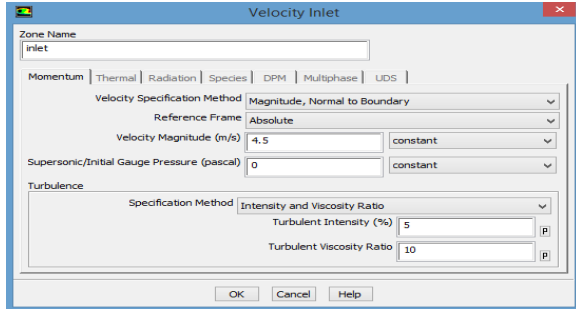 Velocity Inlet
Zone Name
inlet
Momentum Thermal Radiation Species DPM Multiphase UDS
Velocity Specification Method Magnitude, Normal to Boundary
Reference Frame Absolute
Velocity Magnitude (m/s) 4.5 constant
Supersonic/Initial Gauge Pressure (pascal) 0 constant
Turbulence
Specification Method Intensity and Viscosity Ratio
Turbulent Intensity (%) 5 P
Turbulent Viscosity Ratio 10 P
OK Cancel Help